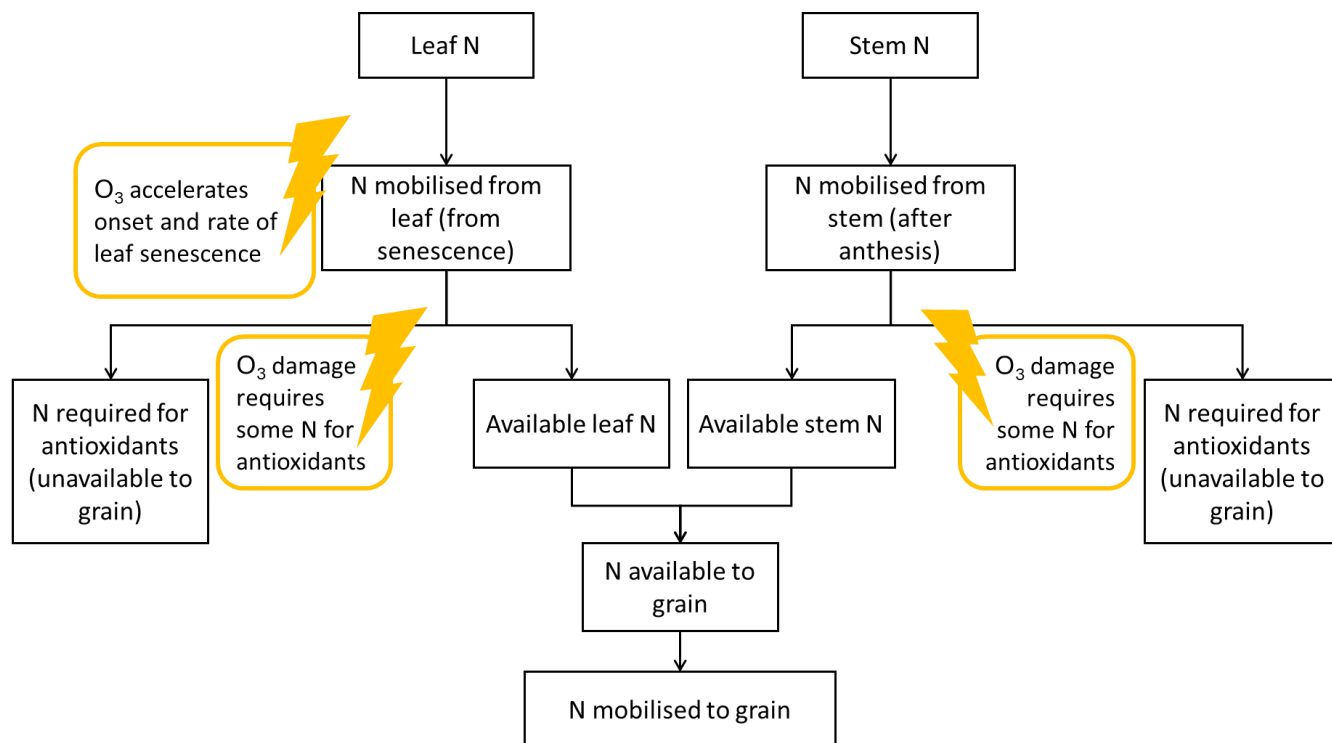 Leaf N
Stem N
O₃ accelerates
onset and rate of
leaf senescence
N mobilised from
leaf (from
senescence)
N mobilised from
stem (after
anthesis)
N required for
antioxidants
(unavailable to
grain)
O₃ damage
requires
some N for
antioxidants
Available leaf N
Available stem N
O₃ damage
requires
some N for
antioxidants
N required for
antioxidants
(unavailable to
grain)
N available to
grain
N mobilised to grain